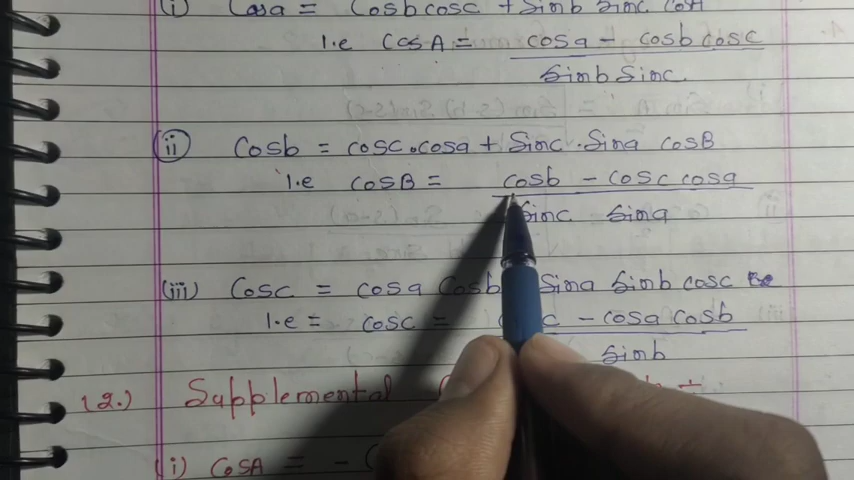 (i) Cosa = Cosb cosc + Sinb Sinc CosA
i.e CosA = cosa - cosb cosc
Sinb Sinc.
(ii) Cosb = cosc.cosa + Sinc.Sina cosB
i.e cosB = cosb - cosc cosa
Sinc Sina
(iii) Cosc = cosa Cosb Sina Sinb cosc
i.e = cosc = c - cosa cosb
Sinb
(2.) Supplemental
(i) CosA = -